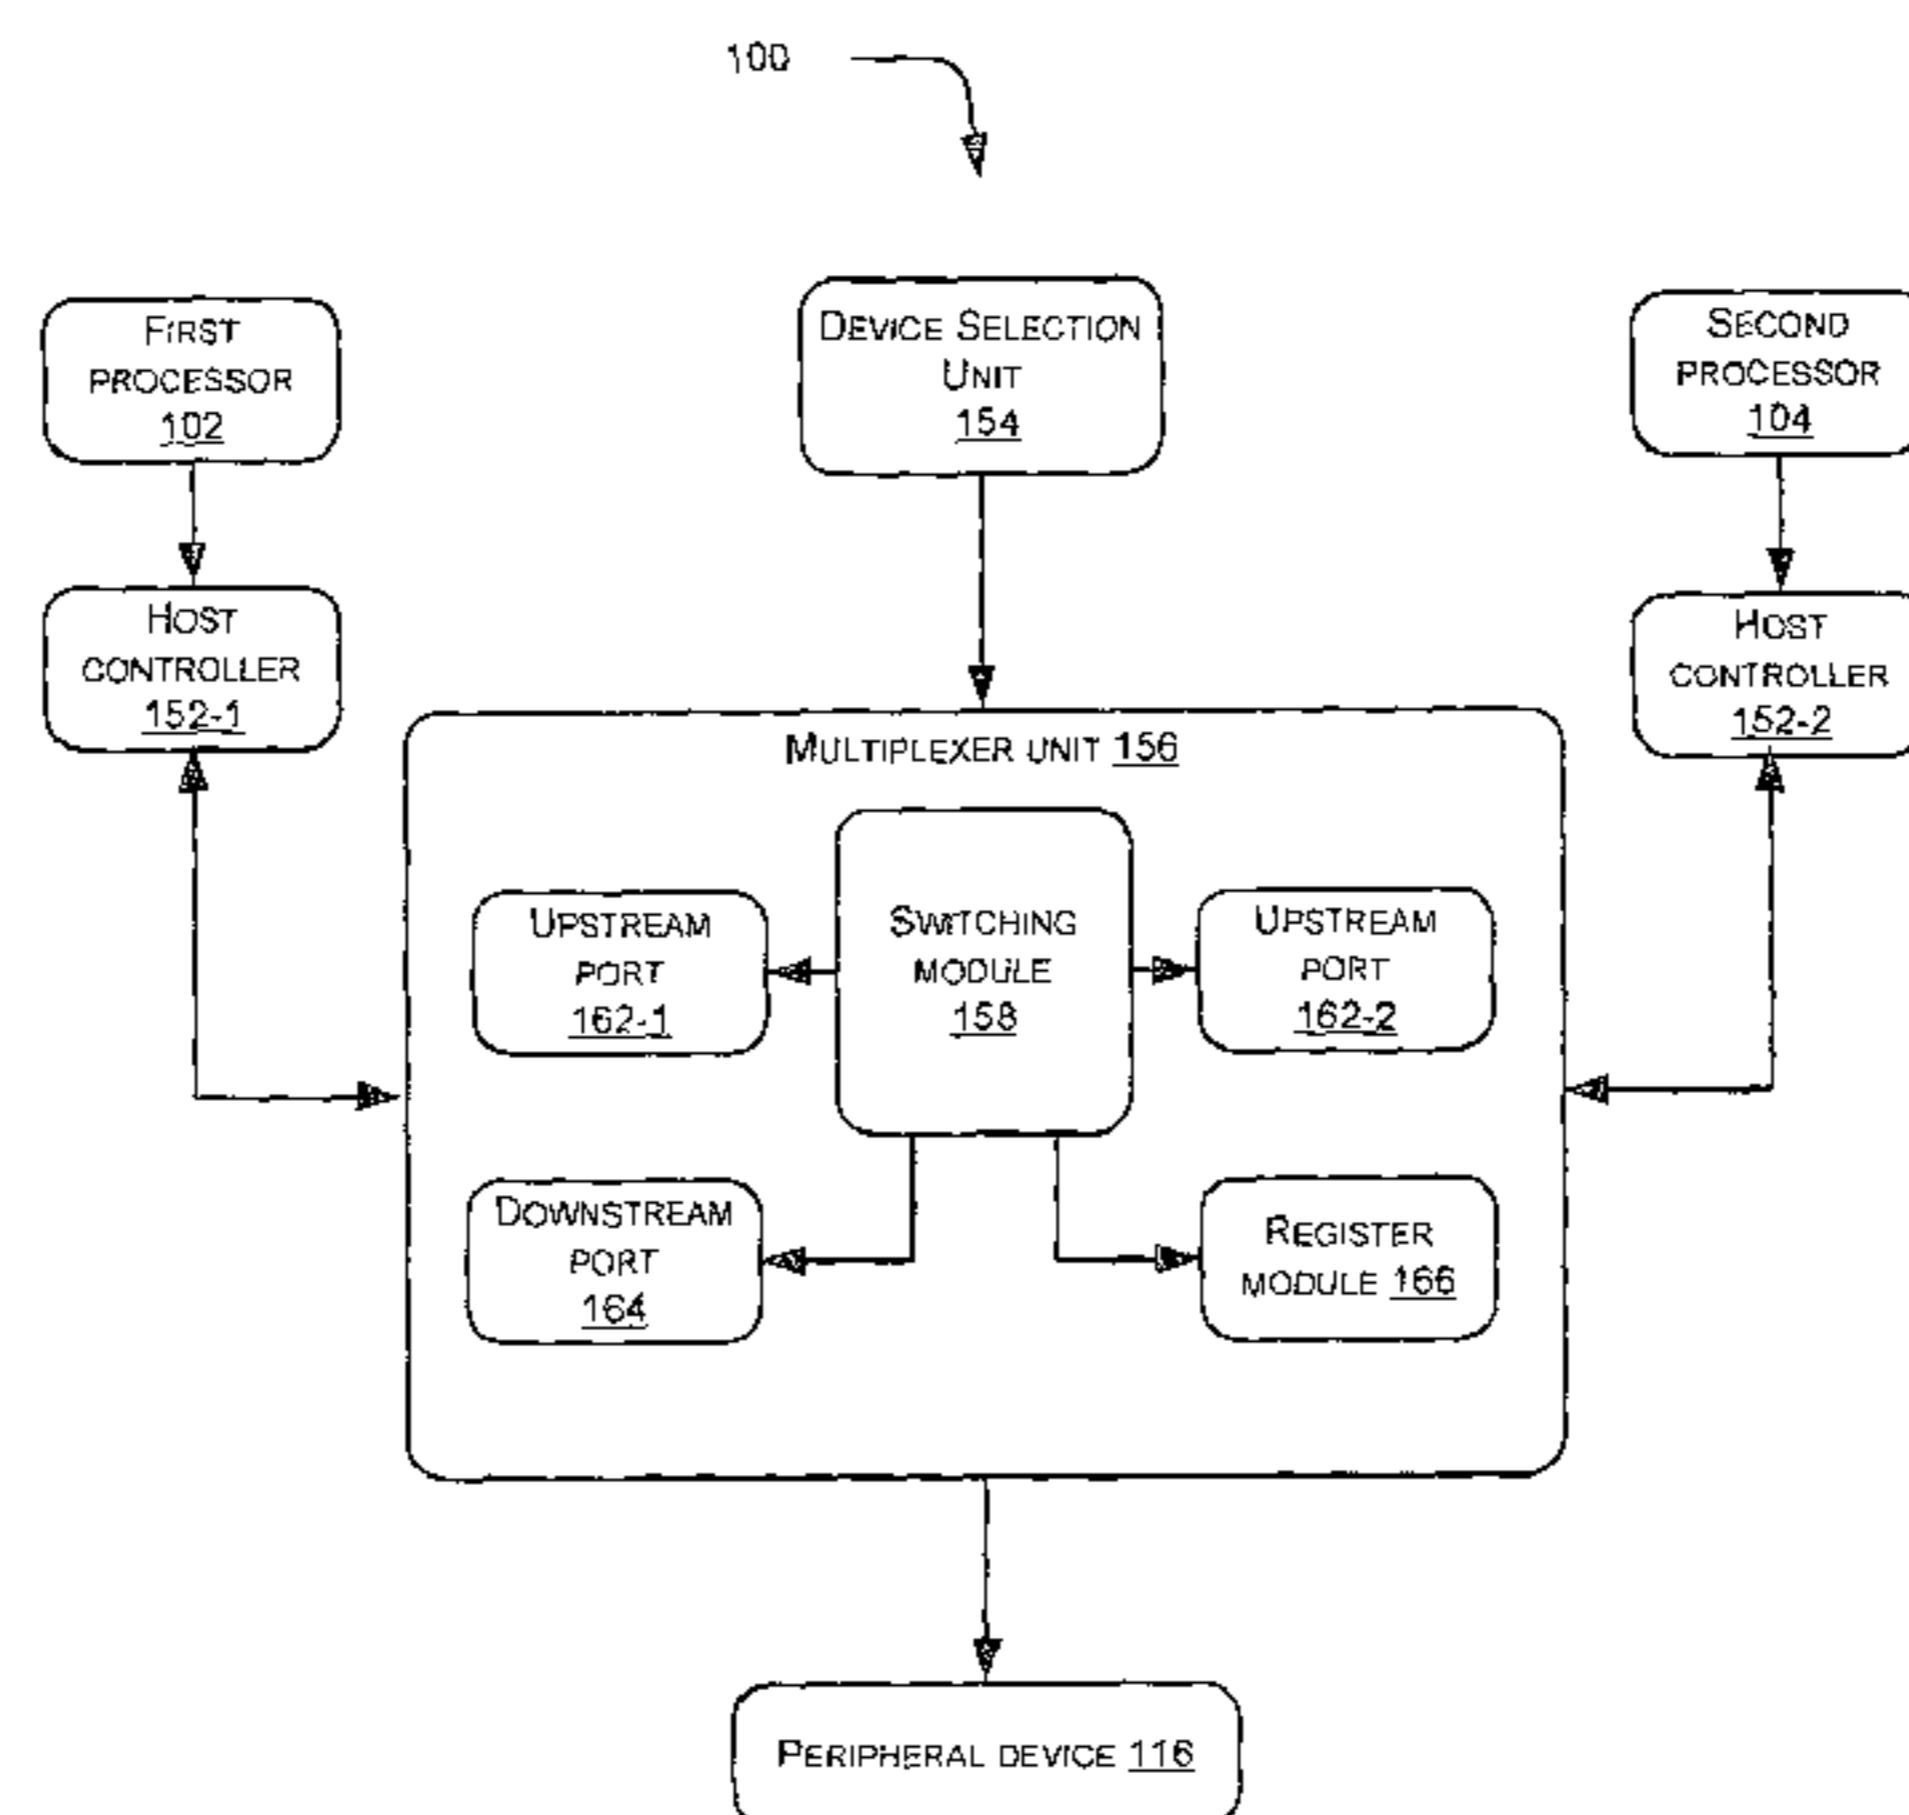 100
FIRST
PROCESSOR
102
DEVICE SELECTION
UNIT
154
SECOND
PROCESSOR
104
HOST
CONTROLLER
152-1
HOST
CONTROLLER
152-2
MULTIPLEXER UNIT 156
UPSTREAM
PORT
162-1
SWITCHING
MODULE
158
UPSTREAM
PORT
162-2
DOWNSTREAM
PORT
164
REGISTER
MODULE 166
PERIPHERAL DEVICE 116